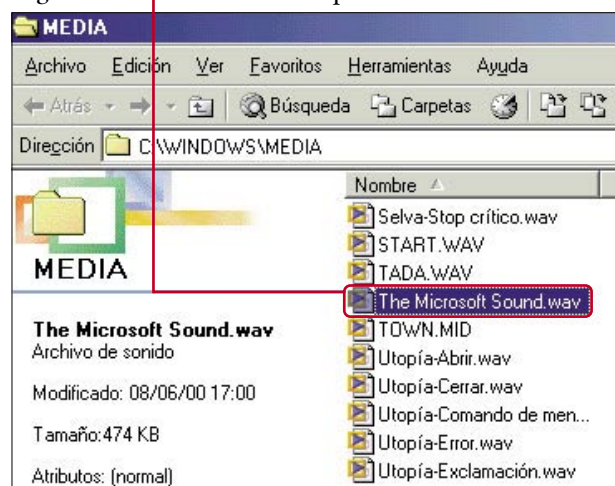 MEDIA
Archivo Edición Ver Favoritos Herramientas Ayuda
Atrás Búsqueda Carpetas
Dirección C:\WINDOWS\MEDIA
MEDIA
The Microsoft Sound.wav
Archivo de sonido
Modificado: 08/06/00 17:00
Tamaño:474 KB
Atributos: (normal)
Nombre
Selva-Stop crítico.wav
START.WAV
TADA.WAV
The Microsoft Sound.wav
TOWN.MID
Utopía-Abrir.wav
Utopía-Cerrar.wav
Utopía-Comando de men...
Utopía-Error.wav
Utopía-Exclamación.wav